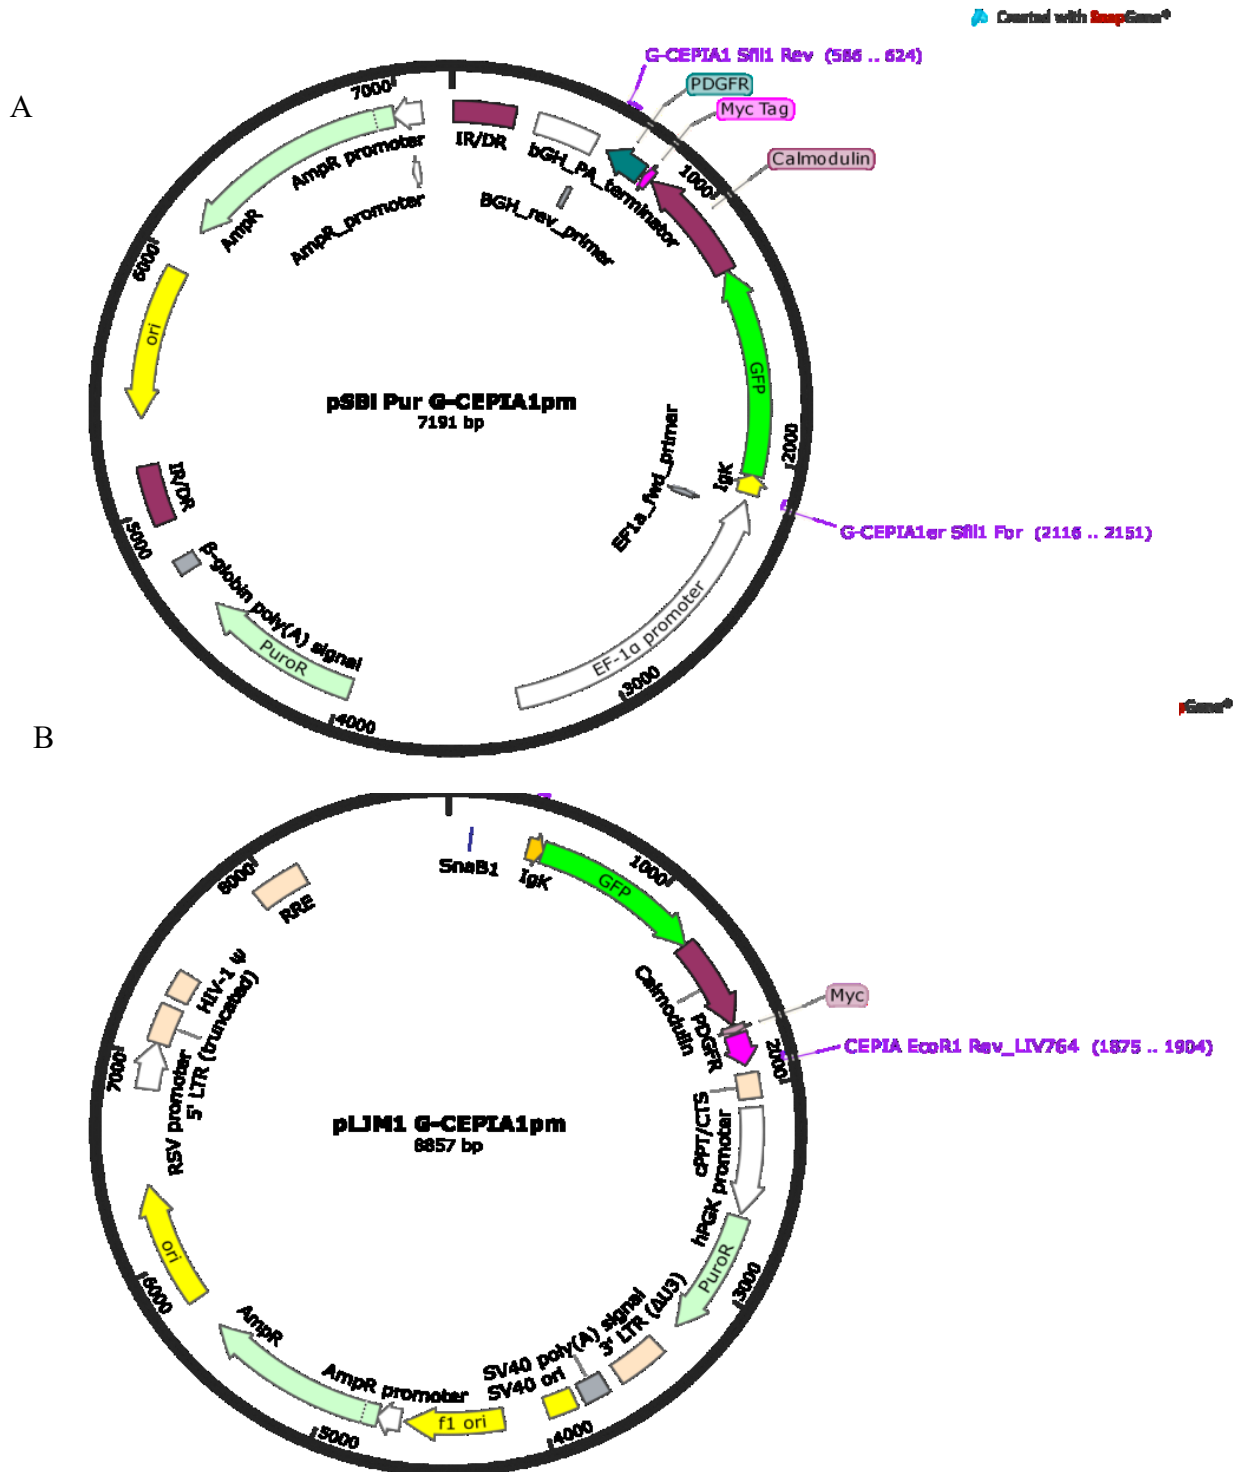 Created with SnapGene®
A
G-CEPIA1 Sfil1 Rev (586 .. 624)
PDGFR
Myc Tag
Calmodulin
7000
1000
2000
3000
4000
5000
6000
AmpR promoter
AmpR
AmpR_promoter
IR/DR
bGH_PA_terminator
BGH_rev_primer
GFP
IgK
EF1a_fwd_primer
G-CEPIA1er Sfil1 For (2116 .. 2151)
EF-1α promoter
ori
IR/DR
β-globin poly(A) signal
PuroR
pSBI Pur G-CEPIA1pm
7191 bp
Gene®
B
SnaB1
IgK
GFP
1000
Calmodulin
PDGFR
Myc
CEPIA EcoR1 Rev_LIV764 (1875 .. 1904)
2000
cPPT/CTS
hPGK promoter
PuroR
3000
3' LTR (ΔU3)
SV40 poly(A) signal
SV40 ori
4000
f1 ori
AmpR promoter
AmpR
5000
6000
ori
7000
RSV promoter
5' LTR (truncated)
HIV-1 ψ
RRE
8000
pLJM1 G-CEPIA1pm
8857 bp